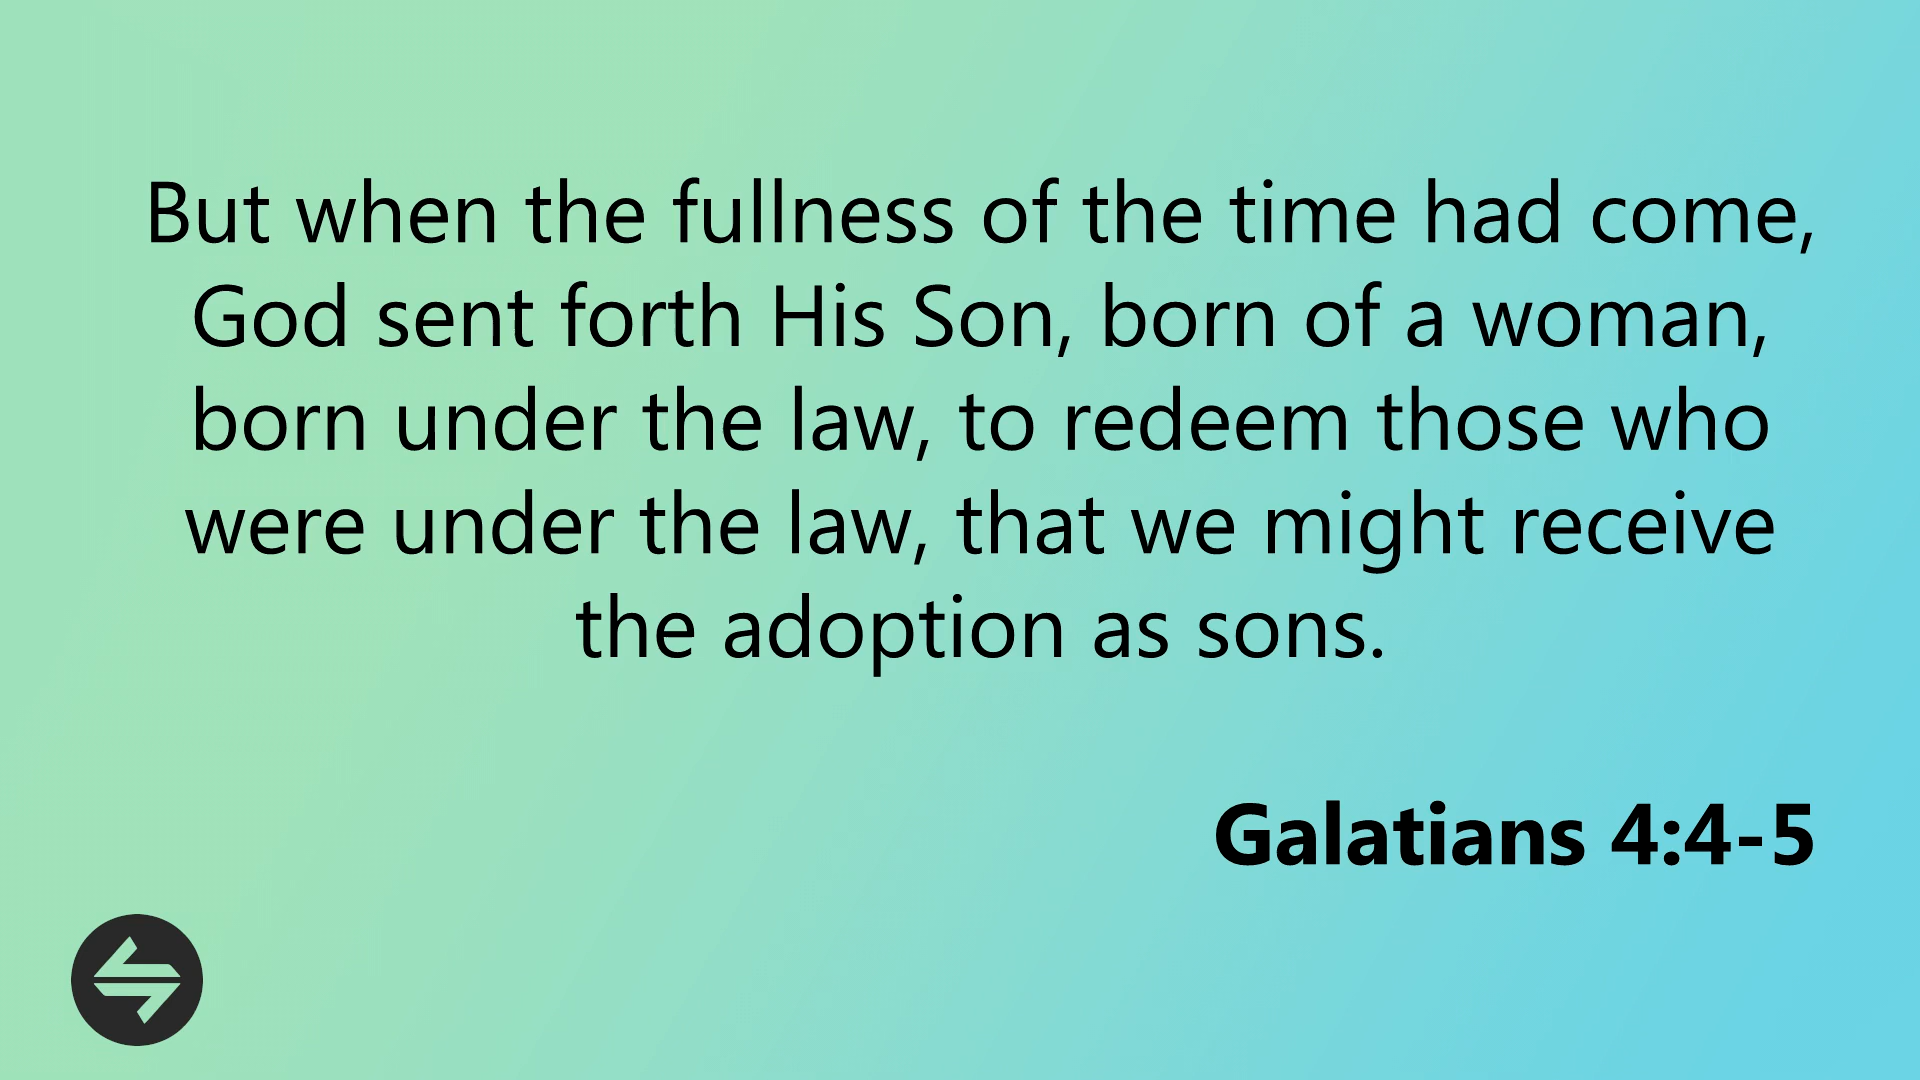 But when the fullness of the time had come,
God sent forth His Son, born of a woman,
born under the law, to redeem those who
were under the law, that we might receive
the adoption as sons.
Galatians 4:4-5